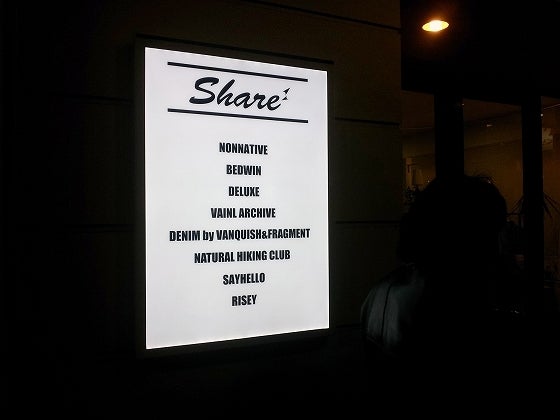 Share
NONNATIVE
BEDWIN
DELUXE
VAINL ARCHIVE
DENIM by VANQUISH&FRAGMENT
NATURAL HIKING CLUB
SAYHELLO
RISEY